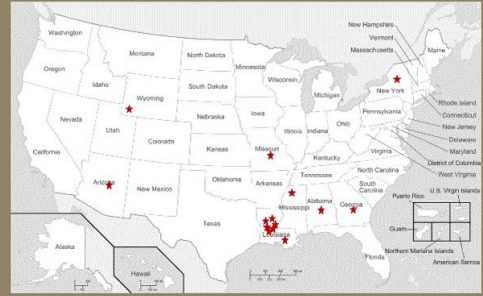 New Hampshire
Vermont
Massachusetts
Washington
Maine
Montana
North Dakota
Minnesota
Oregon
Wisconsin
Idaho
South Dakota
New York
Wyoming
Michigan
Rhode Island
Connecticut
Pennsylvania
Iowa
New Jersey
Nebraska
Nevada
Ohio
Illinois
Indiana
Delaware
Utah
Maryland
Colorado
District of Columbia
Virginia
California
Kansas
Missouri
West Virginia
Kentucky
North Carolina
Tennessee
U.S. Virgin Islands
Oklahoma
Arizona
Arkansas
South
Carolina
New Mexico
Puerto Rico
Alabama
Mississippi
Georgia
Texas
Louisiana
Guam
Alaska
Florida
Northern Mariana Islands
Hawaii
American Samoa